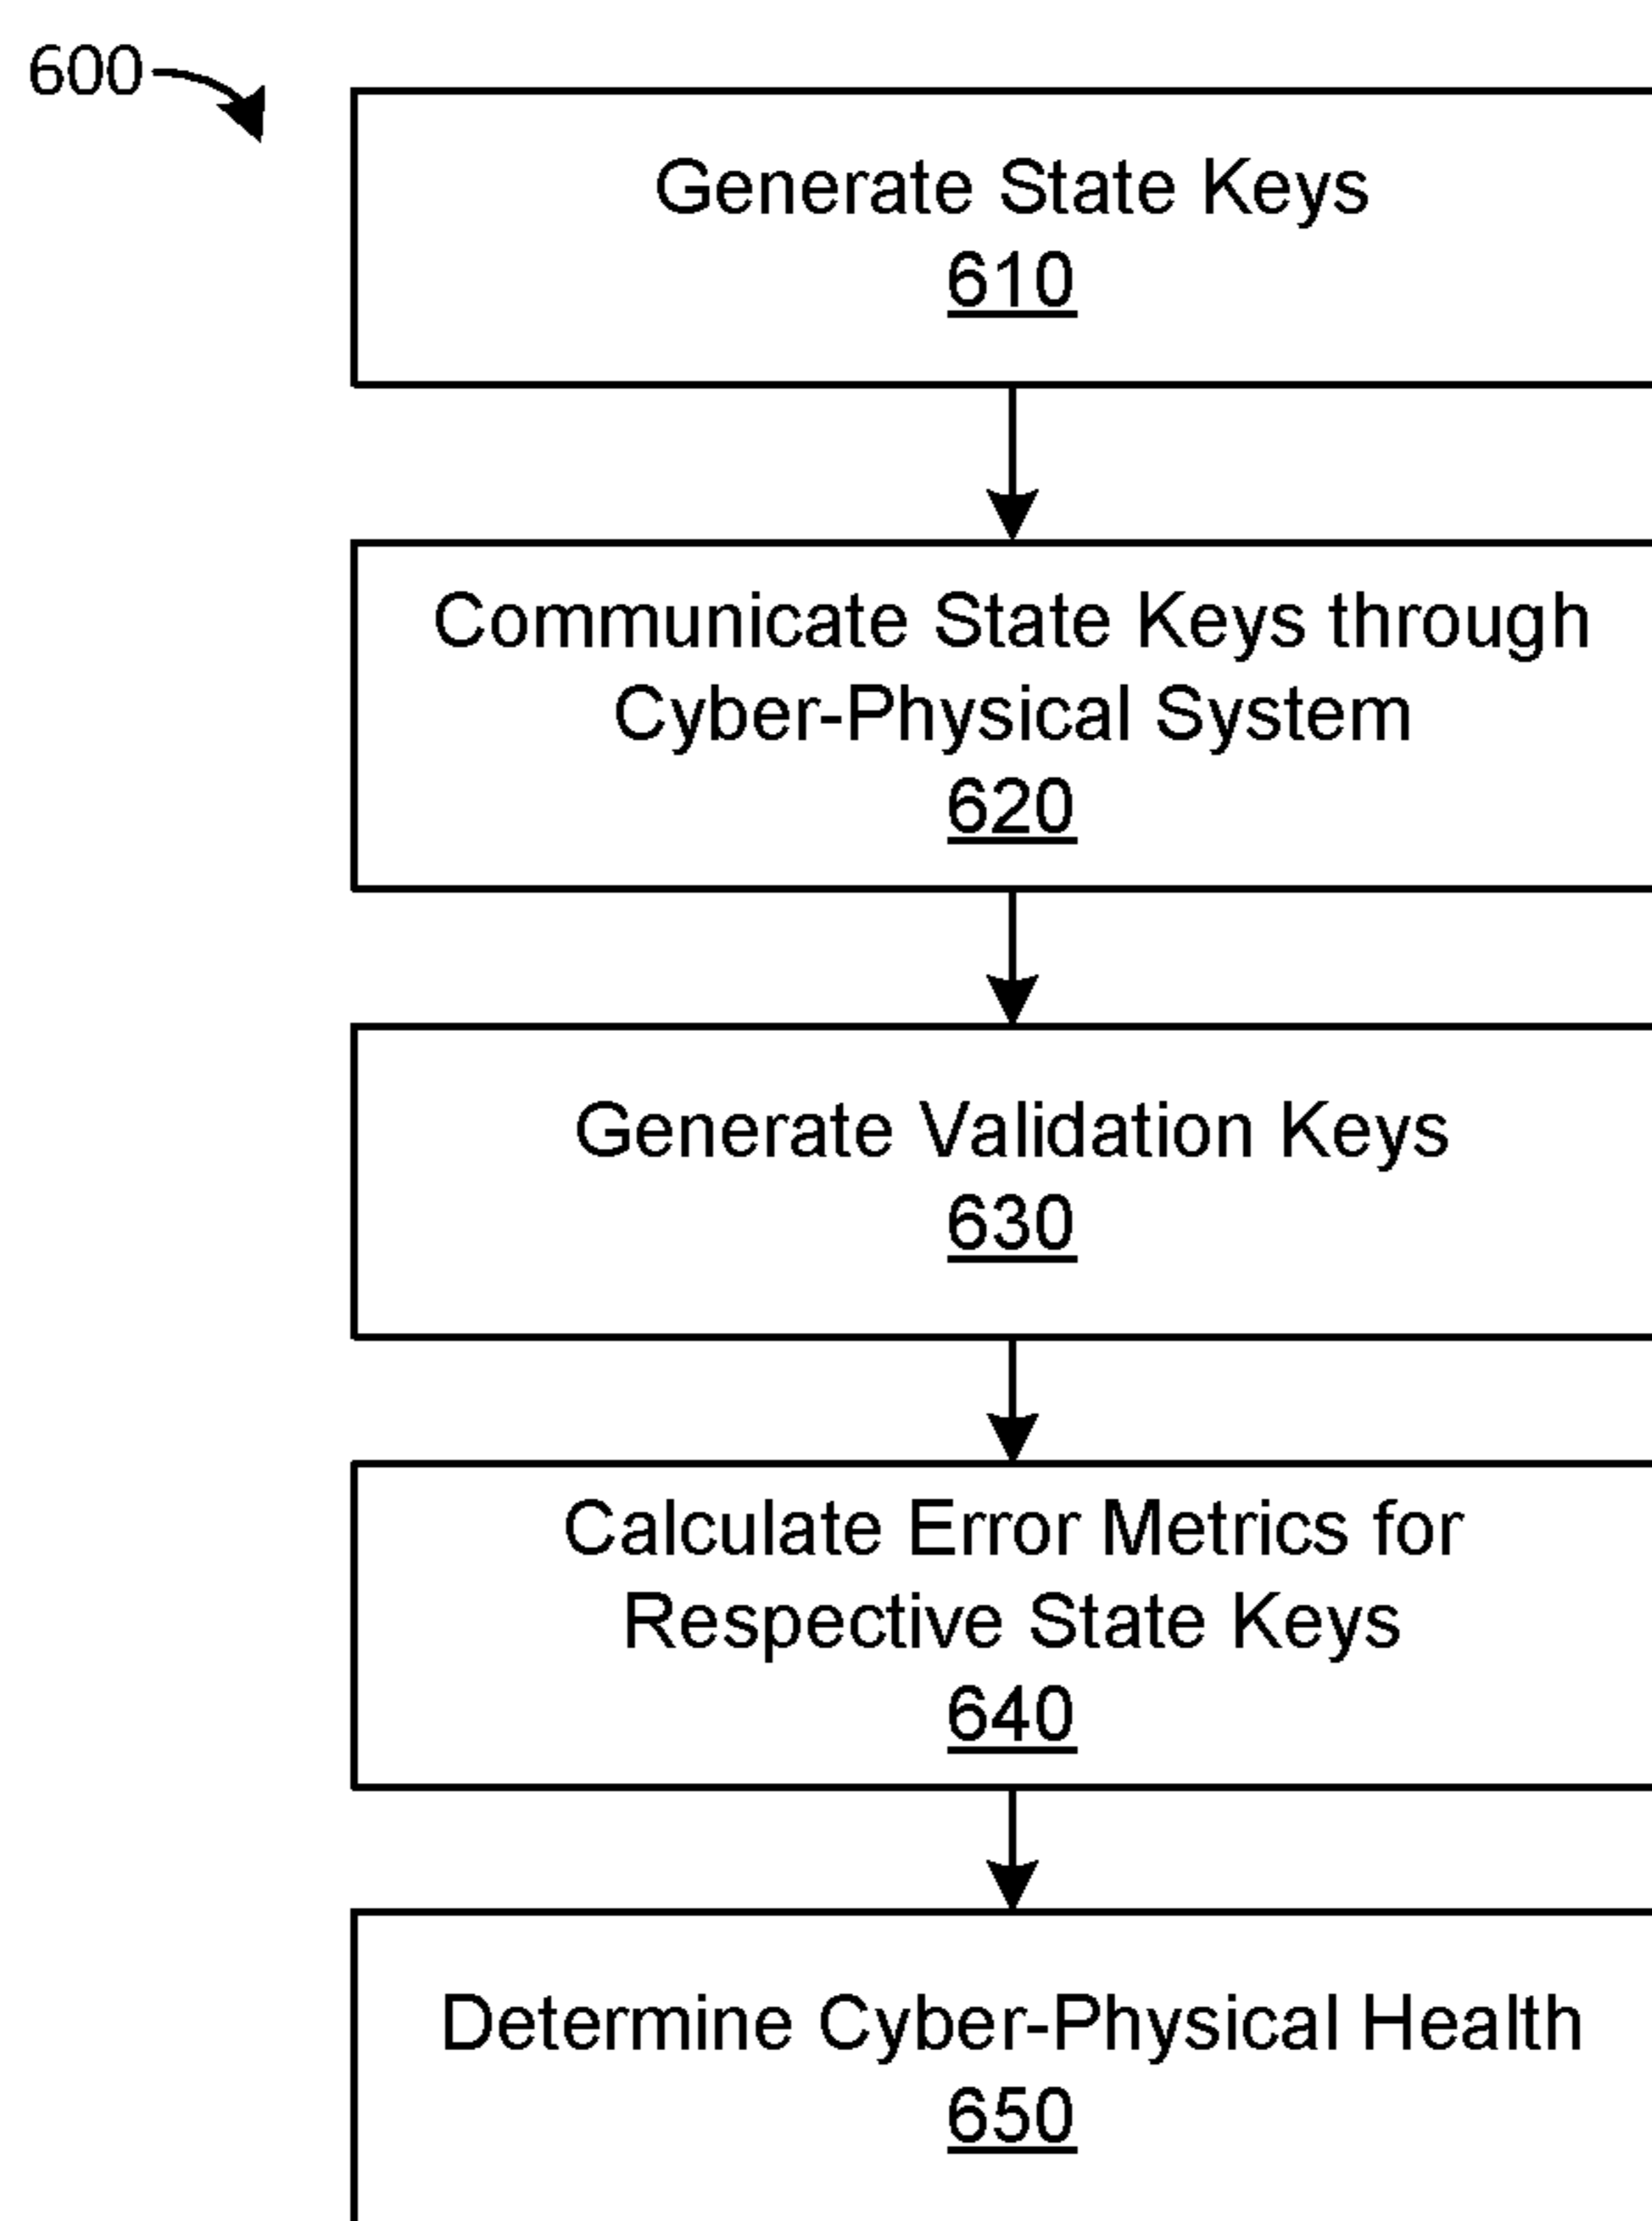 600
Generate State Keys
610
Communicate State Keys through
Cyber-Physical System
620
Generate Validation Keys
630
Calculate Error Metrics for
Respective State Keys
640
Determine Cyber-Physical Health
650